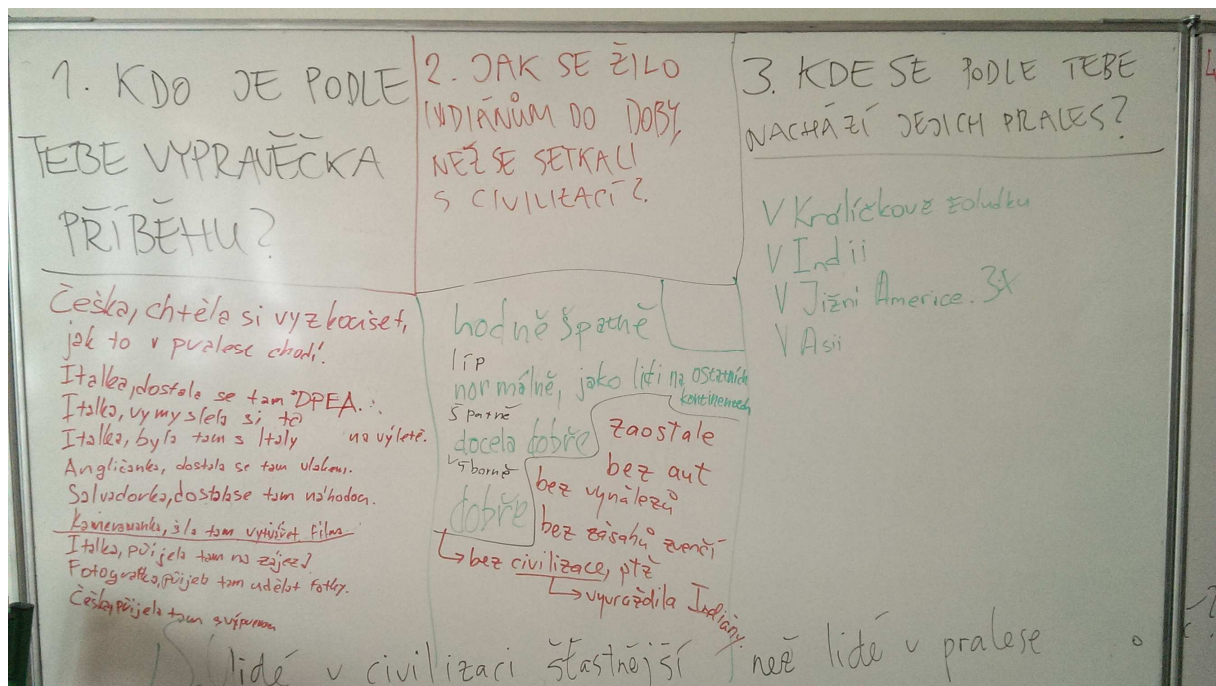 1. KDO JE PODLE
TEBE VYPRAVĚČKA
PŘÍBĚHU?
Češka, chtěla si vyzkouset,
jak to v pralese chodí.
Italka, dostala se tam DPEA.
Italka, vymyslela si to
Italka, byla tam s Italy na výletě.
Angličanka, dostala se tam vlakem.
Salvadorka, dostala se tam náhodou.
Kameramanka, šla tam vytvářet film
Italka, přijela tam na zájezd
Fotografka, přijela tam udělat fotky.
Češka, přijela tam s výpravou
2. JAK SE ŽILO
INDIÁNŮM DO DOBY,
NEŽ SE SETKALI
S CIVILIZACÍ?
hodně špatně
líp
normálně, jako lidi na ostatních
kontinentech
špatně
docela dobře
výborně
dobře
zaostale
bez aut
bez vynálezů
bez zásahů zvenčí
bez civilizace, ptž
vyvraždila Indiány.
3. KDE SE PODLE TEBE
NACHÁZÍ JEJICH PRALES?
V Králíčkově žaludku
V Indii
V Jižní Americe. 3x
V Asii
lidé v civilizaci šťastnější než lidé v pralese